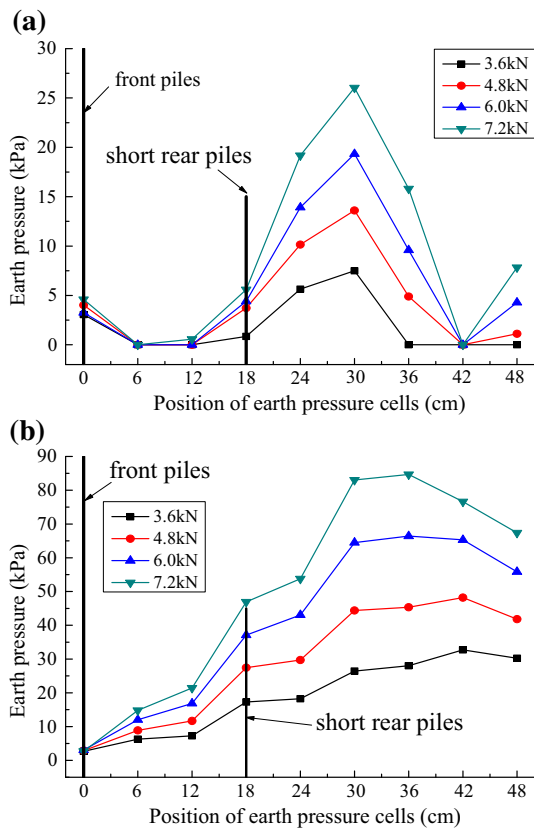 (a)
30
25
20
15
10
5
0
Earth pressure (kPa)
front piles
short rear piles
3.6kN
4.8kN
6.0kN
7.2kN
0 6 12 18 24 30 36 42 48
Position of earth pressure cells (cm)
(b)
90
80
70
60
50
40
30
20
10
0
Earth pressure (kPa)
front piles
3.6kN
4.8kN
6.0kN
7.2kN
short rear piles
0 6 12 18 24 30 36 42 48
Position of earth pressure cells (cm)